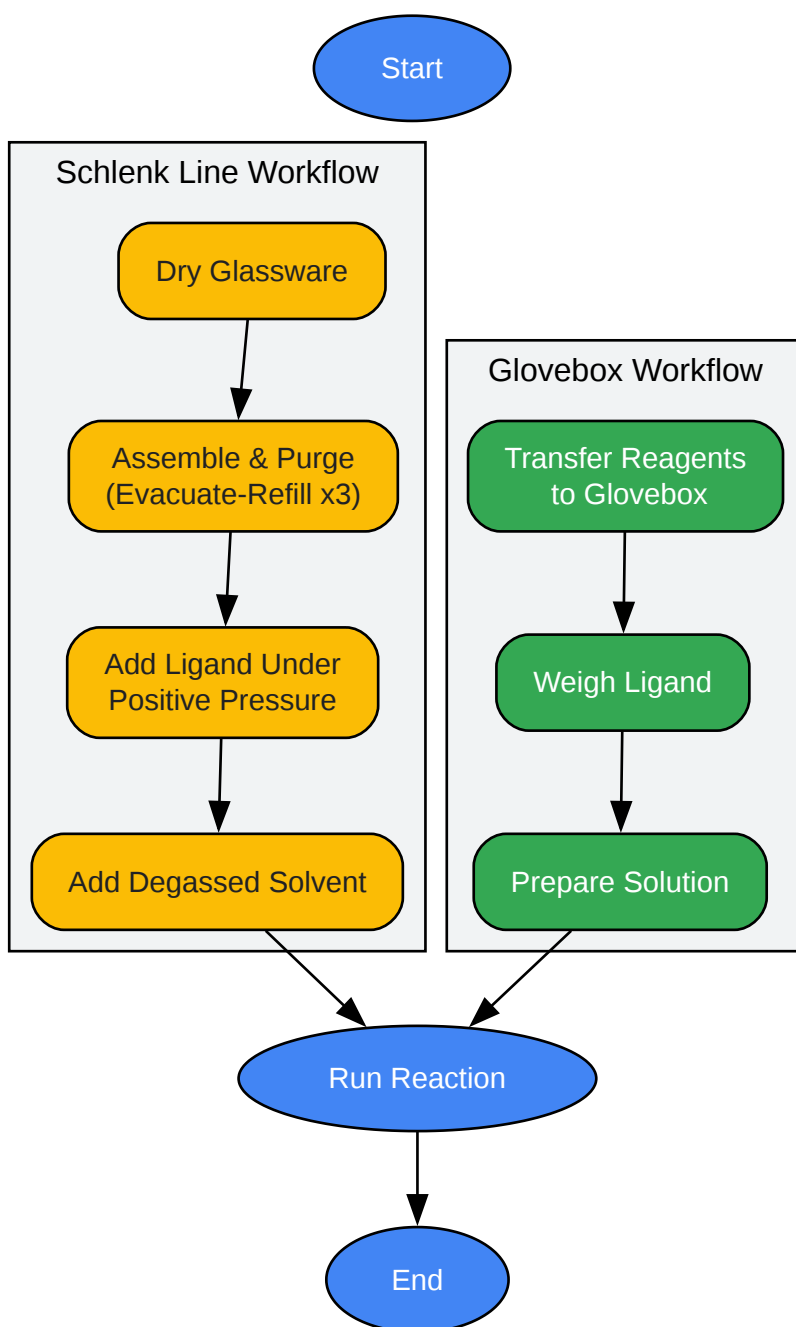 Start
Schlenk Line Workflow
Dry Glassware
Assemble & Purge
(Evacuate-Refill x3)
Add Ligand Under
Positive Pressure
Add Degassed Solvent
Glovebox Workflow
Transfer Reagents
to Glovebox
Weigh Ligand
Prepare Solution
Run Reaction
End